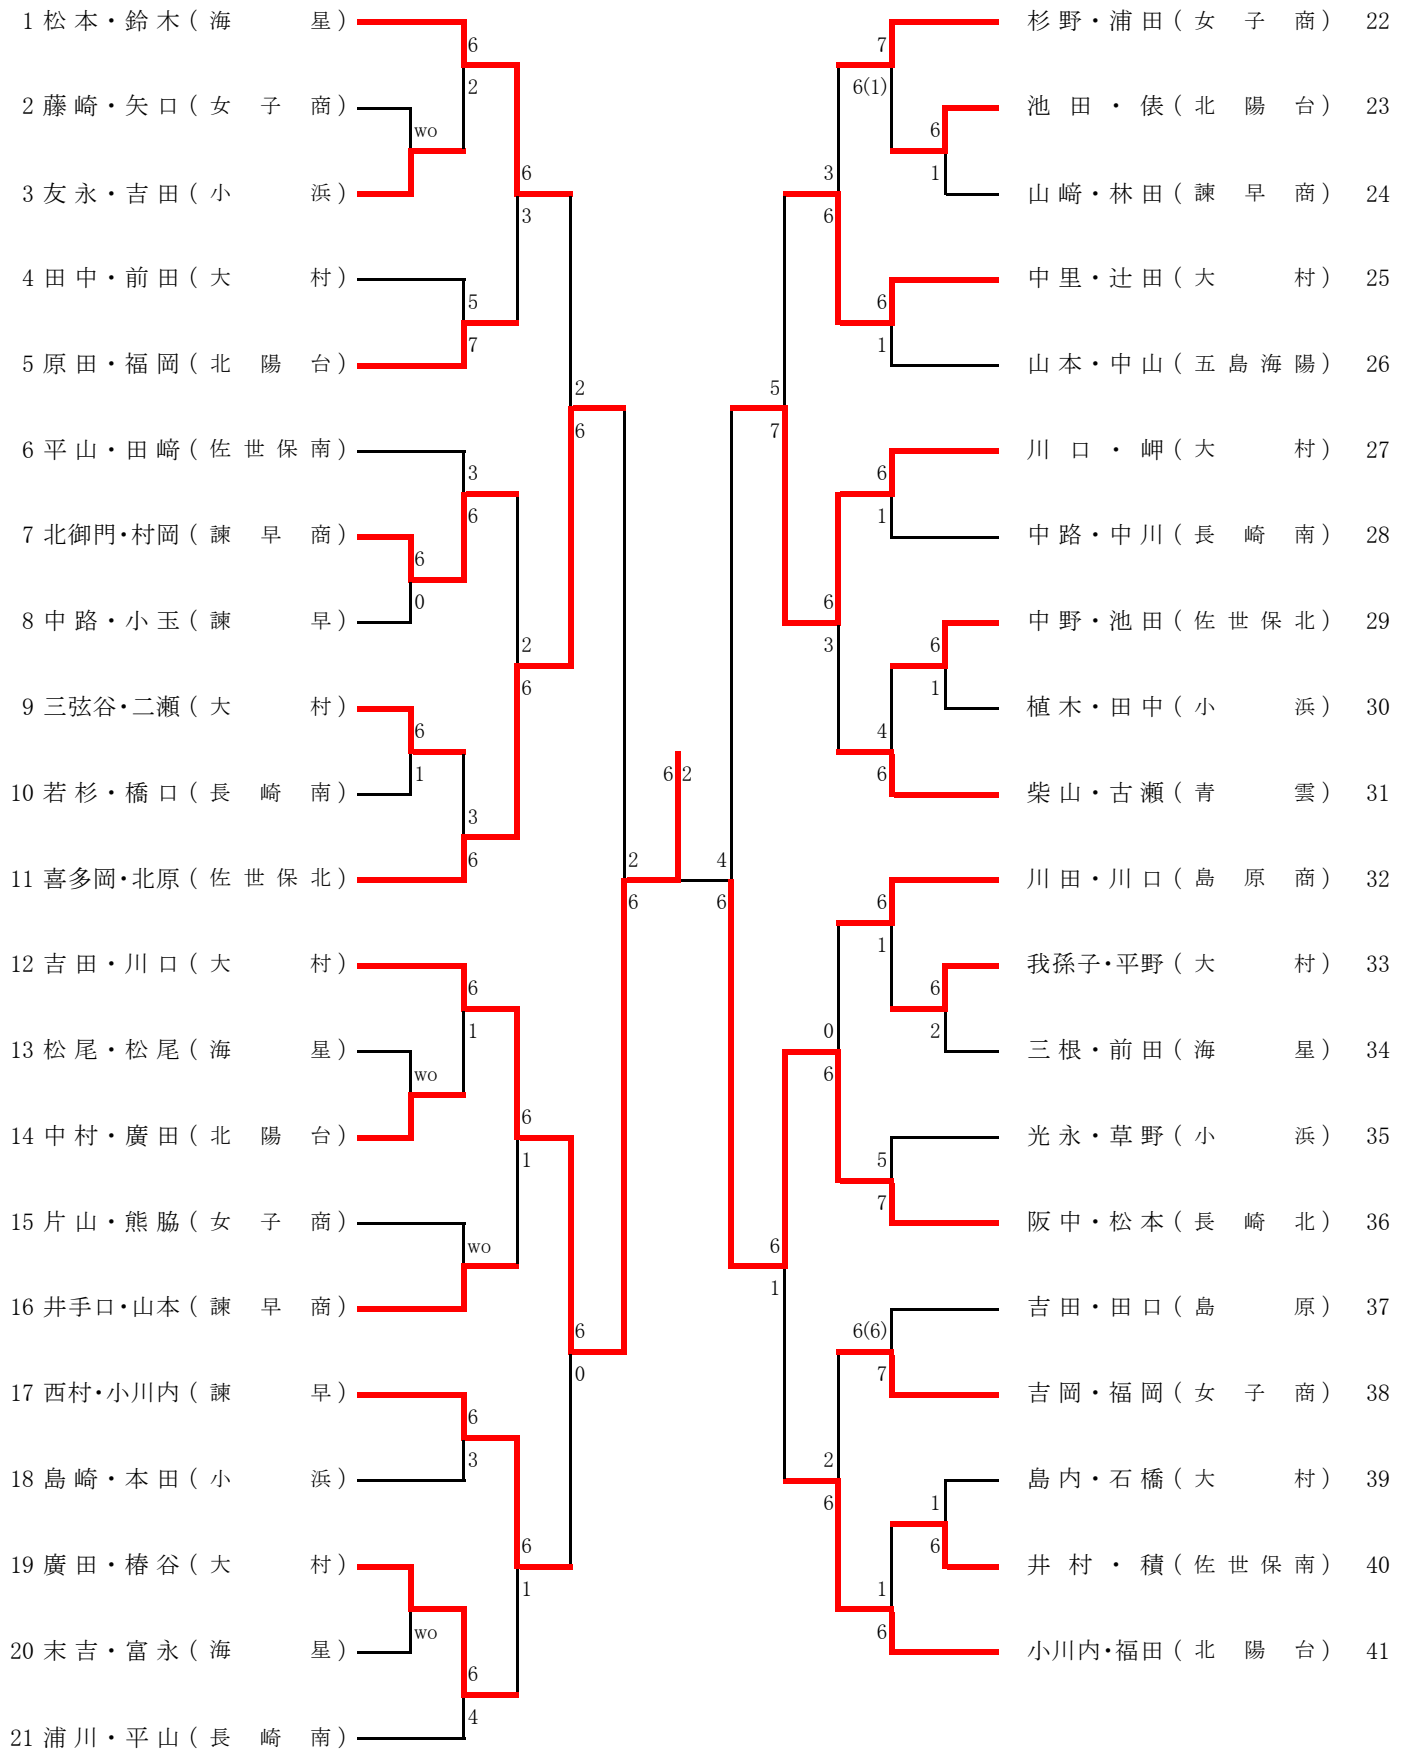 1 松本・鈴木(海星)
2 藤崎・矢口(女子商)
3 友永・吉田(小浜)
4 田中・前田(大村)
5 原田・福岡(北陽台)
6 平山・田﨑(佐世保南)
7 北御門・村岡(諫早商)
8 中路・小玉(諫早)
9 三弦谷・二瀬(大村)
10 若杉・橋口(長崎南)
11 喜多岡・北原(佐世保北)
12 吉田・川口(大村)
13 松尾・松尾(海星)
14 中村・廣田(北陽台)
15 片山・熊脇(女子商)
16 井手口・山本(諫早商)
17 西村・小川内(諫早)
18 島崎・本田(小浜)
19 廣田・椿谷(大村)
20 末吉・富永(海星)
21 浦川・平山(長崎南)
6
2
wo
6
3
5
7
2
6
3
6
6
0
2
6
6
1
3
6
2
6
6
1
wo
6
1
wo
6
0
6
3
6
1
wo
6
4
6 2
4
6
7
6(1)
6
1
3
6
6
1
5
7
6
1
6
3
6
1
4
6
6
1
6
2
0
6
5
7
6
1
6(6)
7
2
6
1
6
1
6
杉野・浦田(女子商) 22
池田・俵(北陽台) 23
山﨑・林田(諫早商) 24
中里・辻田(大村) 25
山本・中山(五島海陽) 26
川口・岬(大村) 27
中路・中川(長崎南) 28
中野・池田(佐世保北) 29
植木・田中(小浜) 30
柴山・古瀬(青雲) 31
川田・川口(島原商) 32
我孫子・平野(大村) 33
三根・前田(海星) 34
光永・草野(小浜) 35
阪中・松本(長崎北) 36
吉田・田口(島原) 37
吉岡・福岡(女子商) 38
島内・石橋(大村) 39
井村・積(佐世保南) 40
小川内・福田(北陽台) 41